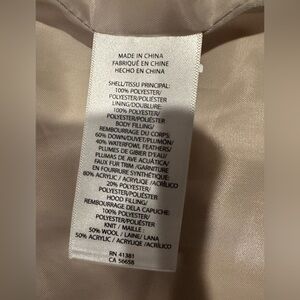 MADE IN CHINA
FABRIQUÉ EN CHINE
HECHO EN CHINA
SHELL/TISSU PRINCIPAL:
100% POLYESTER/
POLYESTER/POLIÉSTER
LINING/DOUBLURE:
100% POLYESTER/
POLYESTER/POLIÉSTER
BODY FILLING/
REMBOURRAGE DU CORPS:
60% DOWN/DUVET/PLUMÓN/
40% WATERFOWL FEATHERS/
PLUMES DE GIBIER D'EAU/
PLUMAS DE AVE ACUÁTICA/
FAUX FUR TRIM /GARNITURE
EN FOURRURE SYNTHÉTIQUE:
80% ACRYLIC / ACRYLIQUE /ACRÍLICO
20% POLYESTER/
POLYESTER/POLIÉSTER
HOOD FILLING/
REMBOURRAGE DELA CAPUCHE:
100% POLYESTER/
POLYESTER/POLIÉSTER
KNIT / MAILLE :
50% WOOL / LAINE/ LANA
50% ACRYLIC / ACRYLIQUE /ACRÍLICO
RN 41381
CA 56658